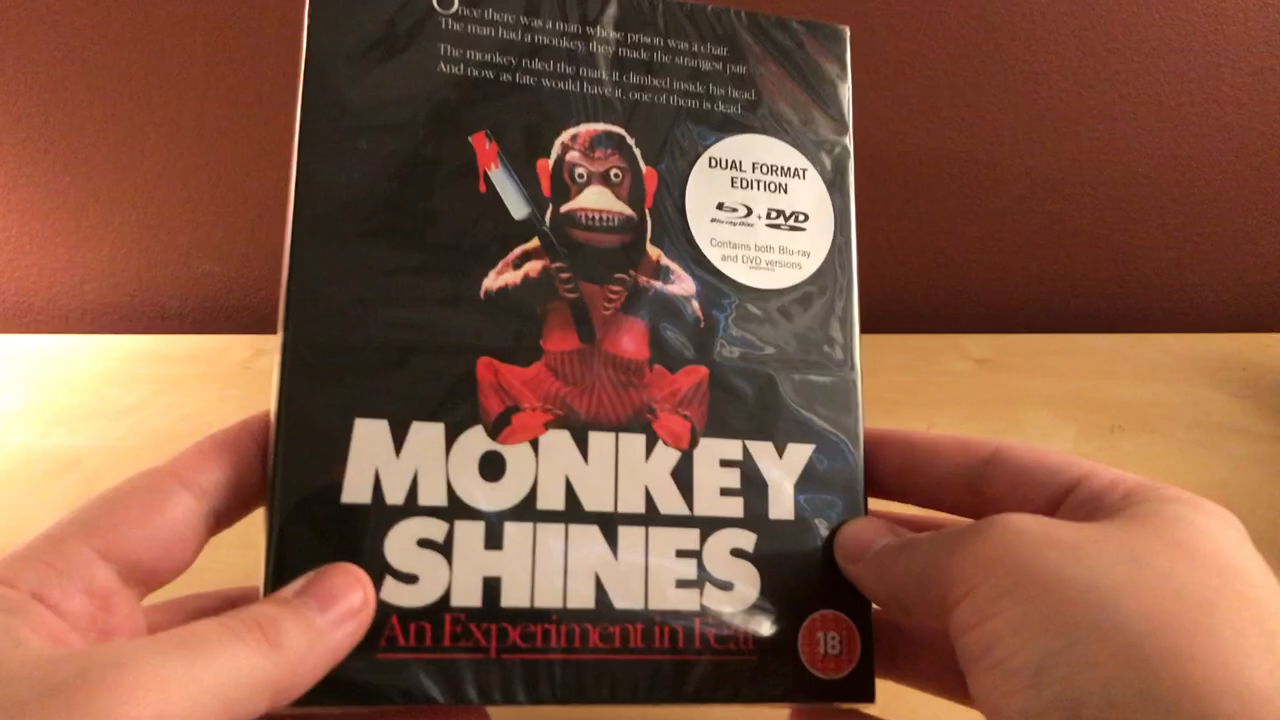 Once there was a man whose prison was a chair.
The man had a monkey, they made the strangest pair.
The monkey ruled the man, it climbed inside his head.
And now as fate would have it, one of them is dead.
DUAL FORMAT
EDITION
Blu-ray Disc + DVD
Contains both Blu-ray
and DVD versions
MONKEY
SHINES
An Experiment in Fear
18